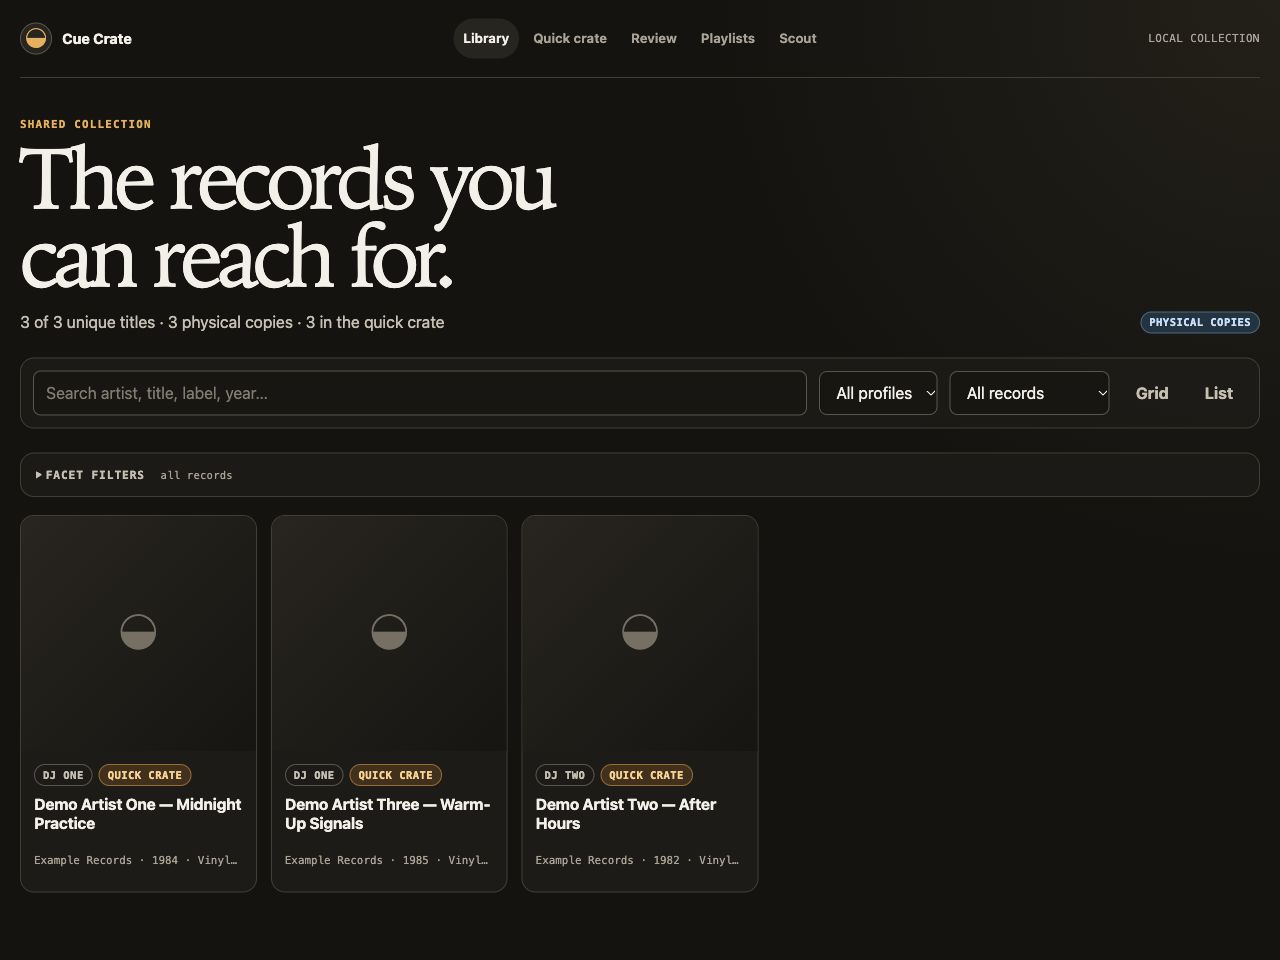 Cue Crate
Library Quick crate Review Playlists Scout
LOCAL COLLECTION
SHARED COLLECTION
The records you
can reach for.
3 of 3 unique titles · 3 physical copies · 3 in the quick crate
PHYSICAL COPIES
Search artist, title, label, year...
All profiles
All records
Grid List
FACET FILTERS all records
DJ ONE QUICK CRATE
Demo Artist One — Midnight
Practice
Example Records · 1984 · Vinyl…
DJ ONE QUICK CRATE
Demo Artist Three — Warm-
Up Signals
Example Records · 1985 · Vinyl…
DJ TWO QUICK CRATE
Demo Artist Two — After
Hours
Example Records · 1982 · Vinyl…